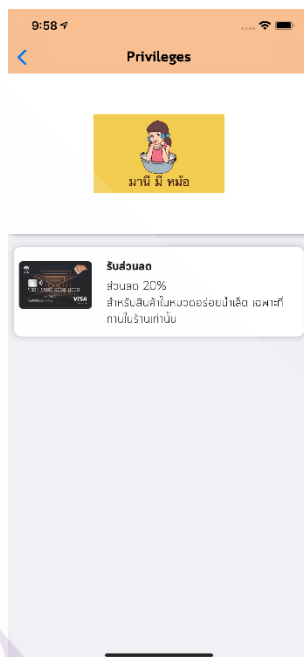 9:58
Privileges
มานี มี หม้อ
รับส่วนลด
ส่วนลด 20%
สำหรับสินค้าในหมวดอร่อยน้ำเล็ด เฉพาะที่
ทานในร้านเท่านั้น
VISA